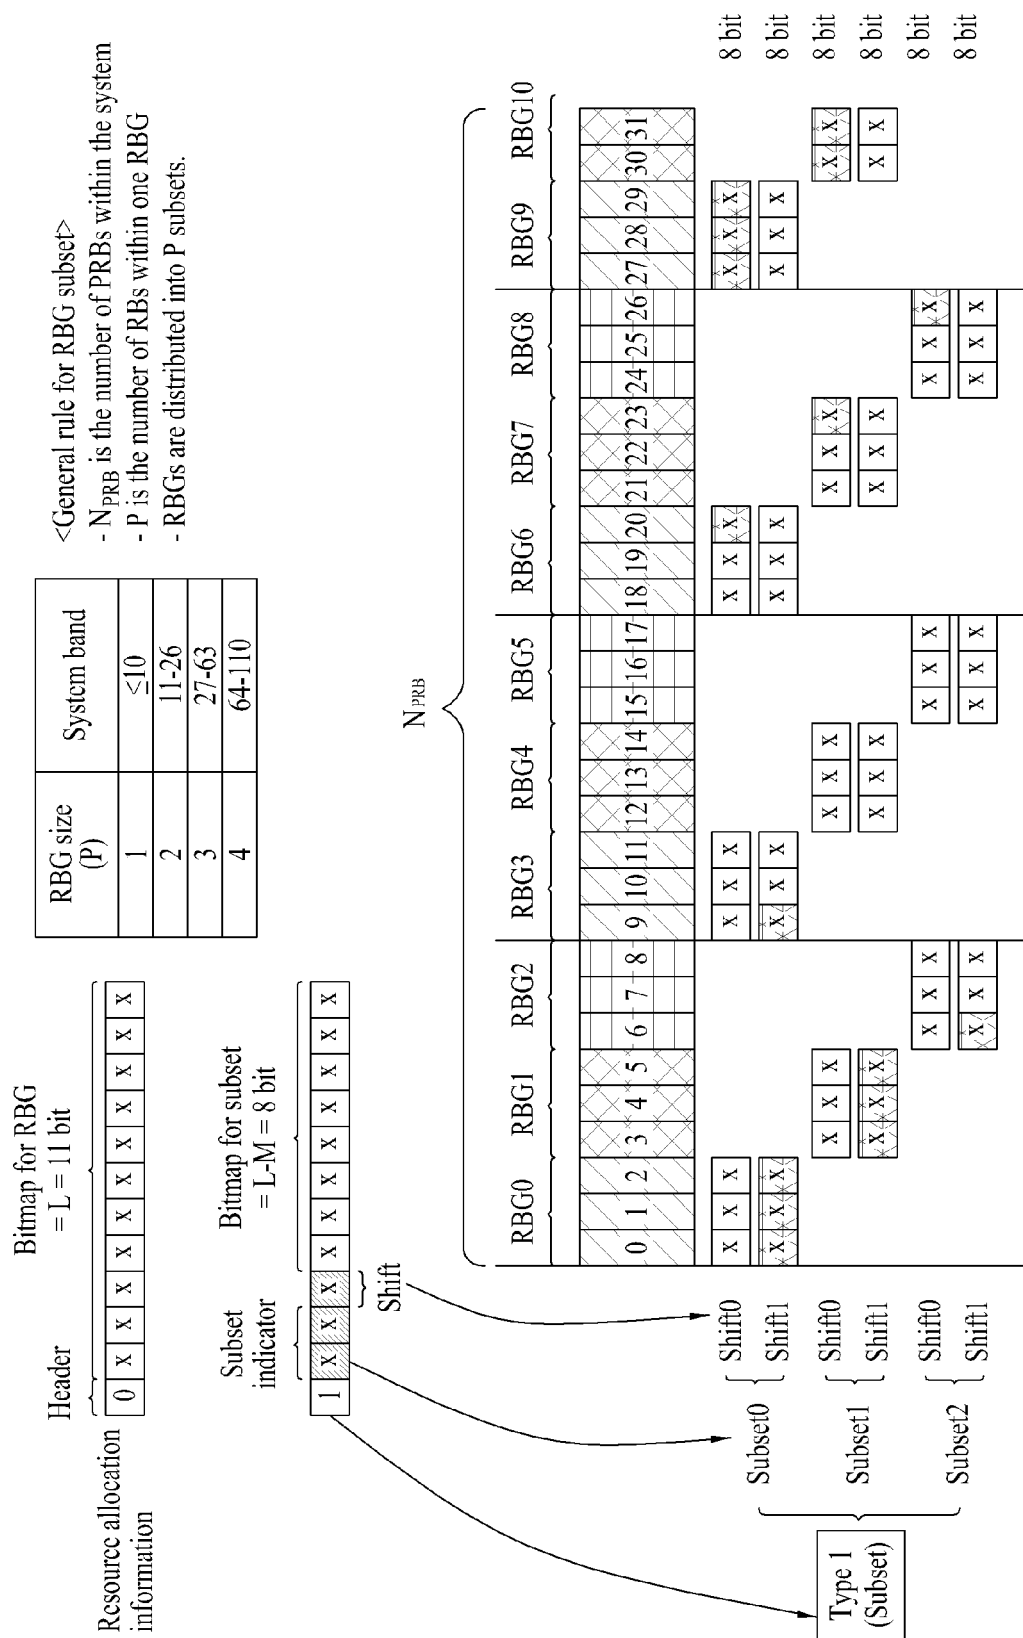 Resource allocation
information
Header
Bitmap for RBG
= L = 11 bit
0 X X X X X X X X X X X
Subset
indicator
Bitmap for subset
= L-M = 8 bit
1 X X X X X X X X X X X
Shift
RBG size
(P)
System band
1 ≤10
2 11-26
3 27-63
4 64-110
<General rule for RBG subset>
- NPRB is the number of PRBs within the system
- P is the number of RBs within one RBG
- RBGs are distributed into P subsets.
NPRB
RBG0 RBG1 RBG2 RBG3 RBG4 RBG5 RBG6 RBG7 RBG8 RBG9 RBG10
0 1 2 3 4 5 6 7 8 9 10 11 12 13 14 15 16 17 18 19 20 21 22 23 24 25 26 27 28 29 30 31
Type 1
(Subset)
Subset0
Shift0 X X X X X X X X X X X X 8 bit
Shift1 X X X X X X X X X X X X 8 bit
Subset1
Shift0 X X X X X X X X X X X 8 bit
Shift1 X X X X X X X X X X X 8 bit
Subset2
Shift0 X X X X X X X X X 8 bit
Shift1 X X X X X X X X X 8 bit